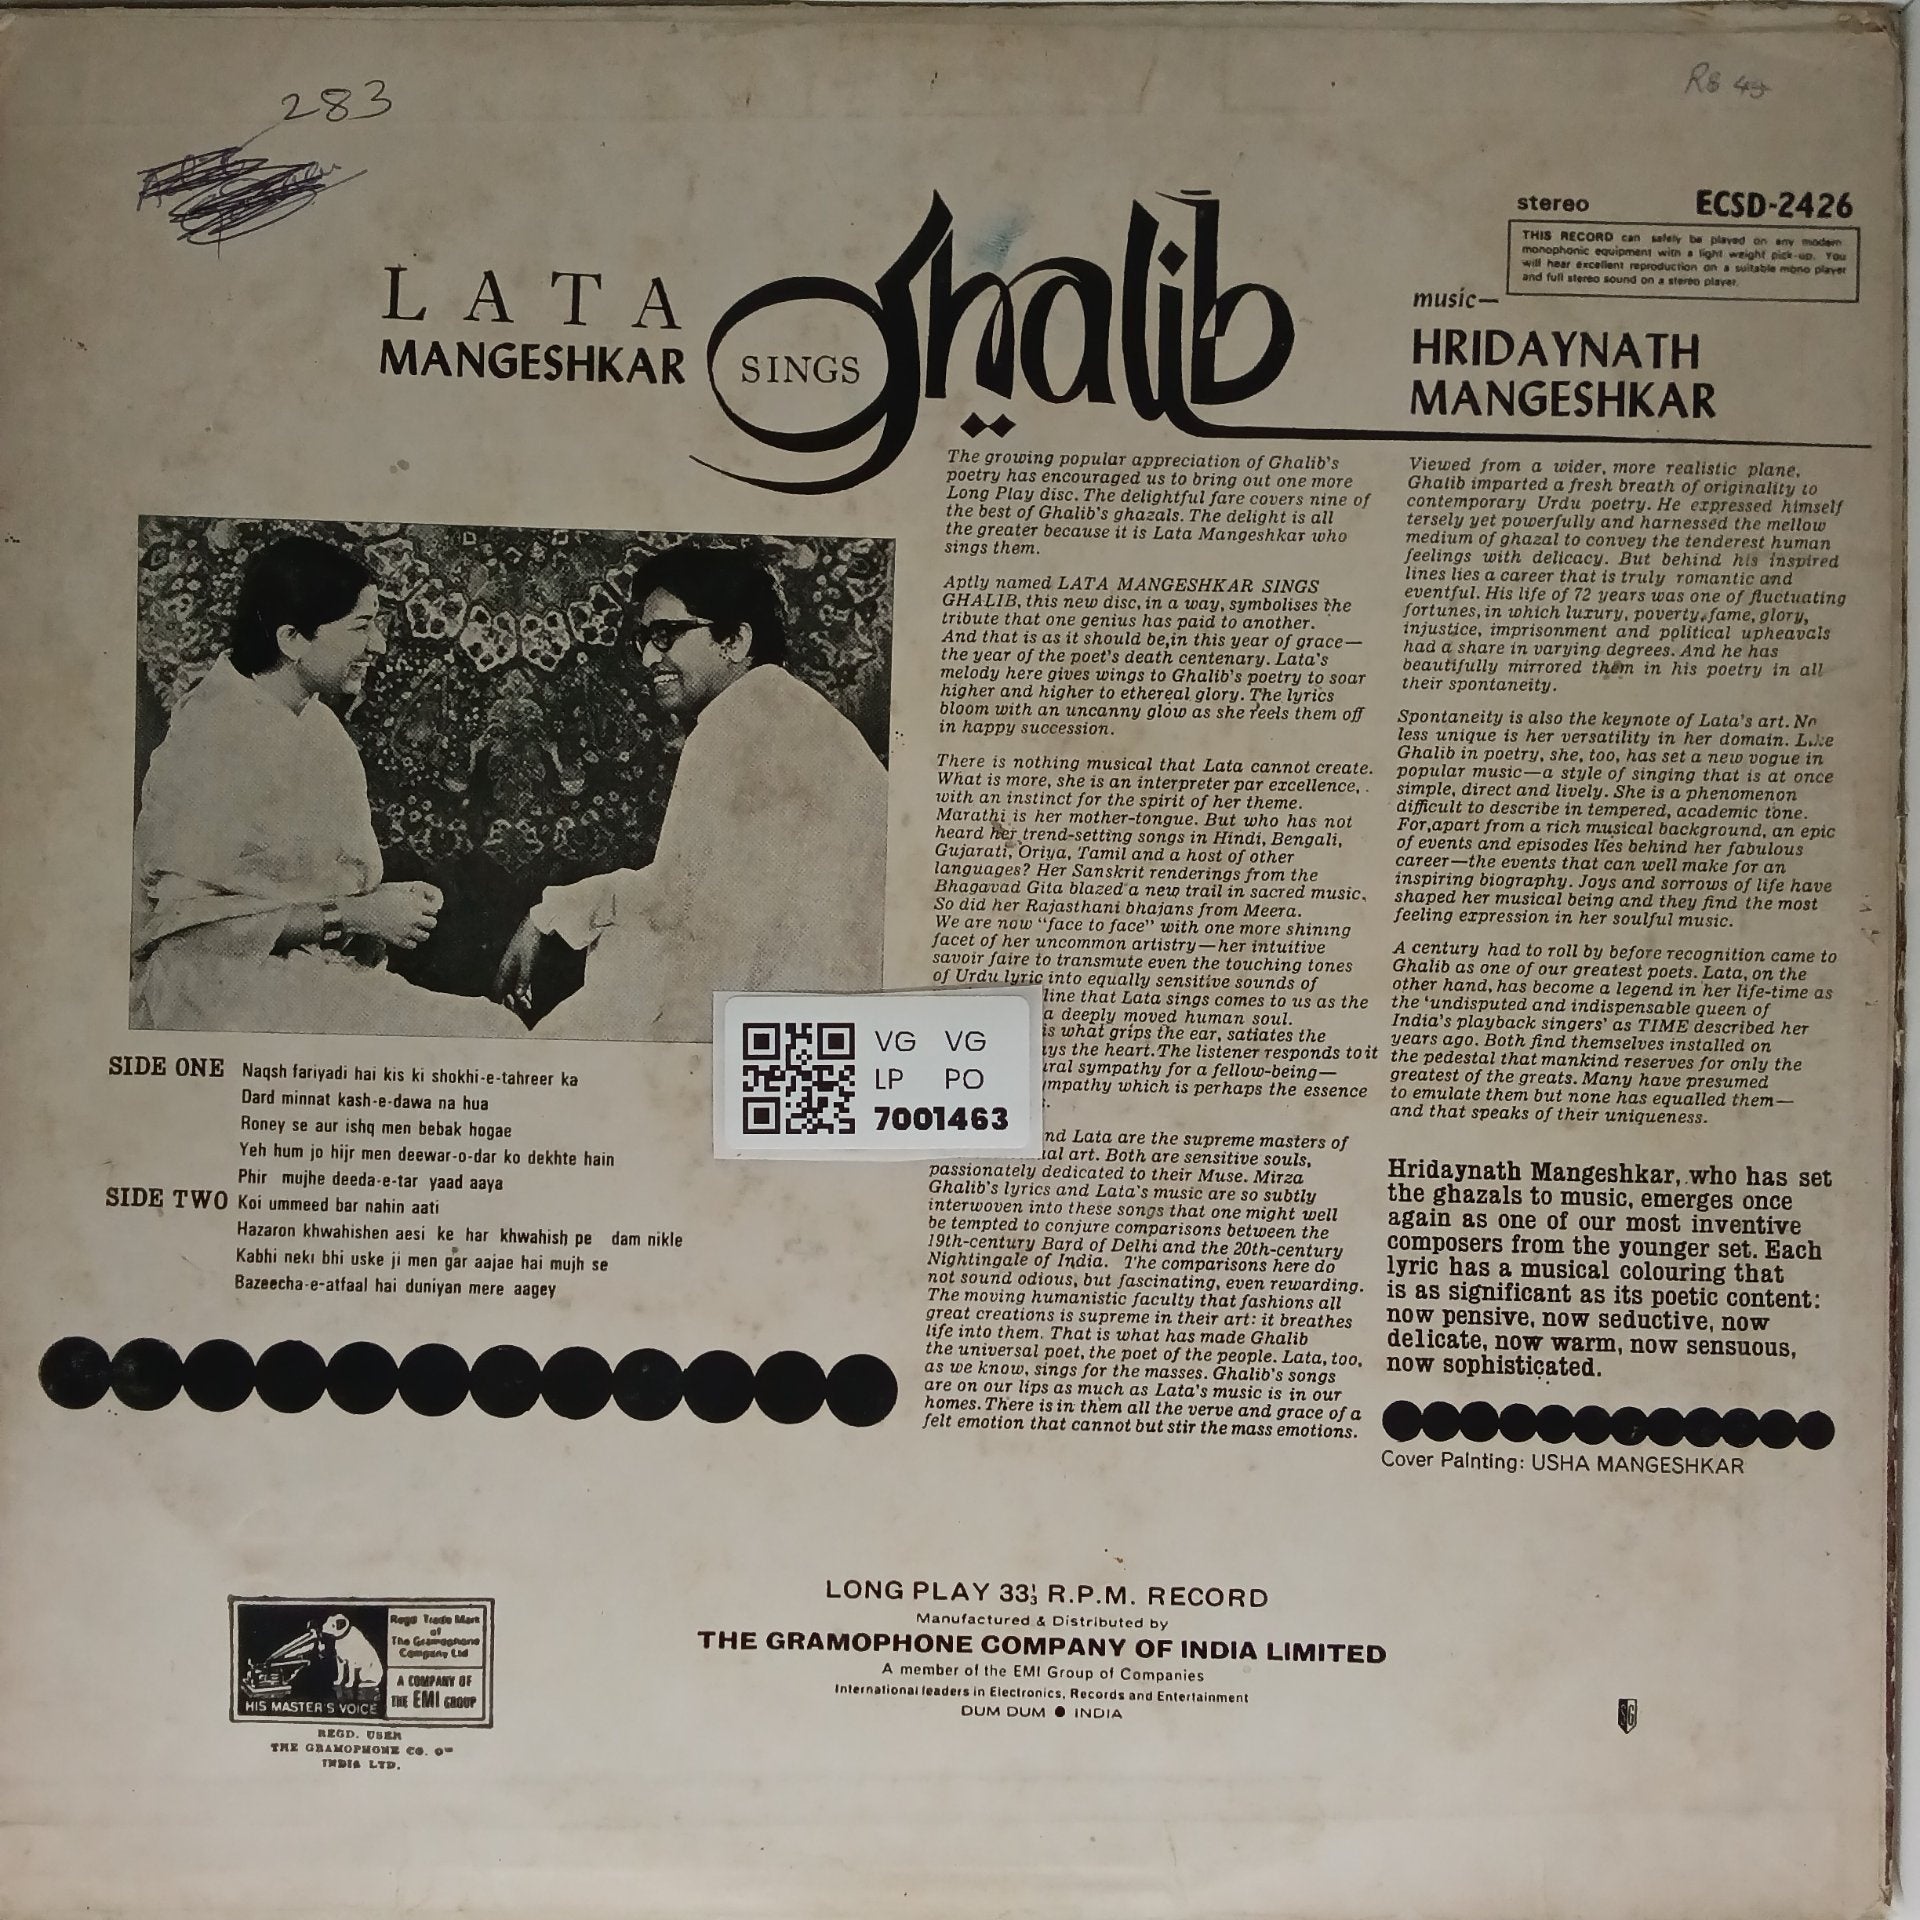 283
Rs 45
LATA
MANGESHKAR
SINGS
Ghalib
stereo ECSD-2426
THIS RECORD can safely be played on any modern
monophonic equipment with a light weight pick-up. You
will hear excellent reproduction on a suitable mono player
and full stereo sound on a stereo player.
music—
HRIDAYNATH
MANGESHKAR
The growing popular appreciation of Ghalib's
poetry has encouraged us to bring out one more
Long Play disc. The delightful fare covers nine of
the best of Ghalib's ghazals. The delight is all
the greater because it is Lata Mangeshkar who
sings them.
Aptly named LATA MANGESHKAR SINGS
GHALIB, this new disc, in a way, symbolises the
tribute that one genius has paid to another.
And that is as it should be,in this year of grace—
the year of the poet's death centenary. Lata's
melody here gives wings to Ghalib's poetry to soar
higher and higher to ethereal glory. The lyrics
bloom with an uncanny glow as she reels them off
in happy succession.
There is nothing musical that Lata cannot create.
What is more, she is an interpreter par excellence,
with an instinct for the spirit of her theme.
Marathi is her mother-tongue. But who has not
heard her trend-setting songs in Hindi, Bengali,
Gujarati, Oriya, Tamil and a host of other
languages? Her Sanskrit renderings from the
Bhagavad Gita blazed a new trail in sacred music.
So did her Rajasthani bhajans from Meera.
We are now "face to face" with one more shining
facet of her uncommon artistry—her intuitive
savoir faire to transmute even the touching tones
of Urdu lyric into equally sensitive sounds of
line that Lata sings comes to us as the
a deeply moved human soul.
is what grips the ear, satiates the
the heart. The listener responds to it
sympathy for a fellow-being—
which is perhaps the essence
Lata are the supreme masters of
art. Both are sensitive souls,
passionately dedicated to their Muse. Mirza
Ghalib's lyrics and Lata's music are so subtly
interwoven into these songs that one might well
be tempted to conjure comparisons between the
19th-century Bard of Delhi and the 20th-century
Nightingale of India. The comparisons here do
not sound odious, but fascinating, even rewarding.
The moving humanistic faculty that fashions all
great creations is supreme in their art: it breathes
life into them. That is what has made Ghalib
the universal poet, the poet of the people. Lata, too,
as we know, sings for the masses. Ghalib's songs
are on our lips as much as Lata's music is in our
homes. There is in them all the verve and grace of a
felt emotion that cannot but stir the mass emotions.
Viewed from a wider, more realistic plane,
Ghalib imparted a fresh breath of originality to
contemporary Urdu poetry. He expressed himself
tersely yet powerfully and harnessed the mellow
medium of ghazal to convey the tenderest human
feelings with delicacy. But behind his inspired
lines lies a career that is truly romantic and
eventful. His life of 72 years was one of fluctuating
fortunes, in which luxury, poverty, fame, glory,
injustice, imprisonment and political upheavals
had a share in varying degrees. And he has
beautifully mirrored them in his poetry in all
their spontaneity.
Spontaneity is also the keynote of Lata's art. No
less unique is her versatility in her domain. Like
Ghalib in poetry, she, too, has set a new vogue in
popular music—a style of singing that is at once
simple, direct and lively. She is a phenomenon
difficult to describe in tempered, academic tone.
For,apart from a rich musical background, an epic
of events and episodes lies behind her fabulous
career—the events that can well make for an
inspiring biography. Joys and sorrows of life have
shaped her musical being and they find the most
feeling expression in her soulful music.
A century had to roll by before recognition came to
Ghalib as one of our greatest poets. Lata, on the
other hand, has become a legend in her life-time as
the 'undisputed and indispensable queen of
India's playback singers' as TIME described her
years ago. Both find themselves installed on
the pedestal that mankind reserves for only the
greatest of the greats. Many have presumed
to emulate them but none has equalled them—
and that speaks of their uniqueness.
Hridaynath Mangeshkar, who has set
the ghazals to music, emerges once
again as one of our most inventive
composers from the younger set. Each
lyric has a musical colouring that
is as significant as its poetic content:
now pensive, now seductive, now
delicate, now warm, now sensuous,
now sophisticated.
Cover Painting: USHA MANGESHKAR
VG VG
LP PO
7001463
SIDE ONE Naqsh fariyadi hai kis ki shokhi-e-tahreer ka
Dard minnat kash-e-dawa na hua
Roney se aur ishq men bebak hogae
Yeh hum jo hijr men deewar-o-dar ko dekhte hain
Phir mujhe deeda-e-tar yaad aaya
SIDE TWO Koi ummeed bar nahin aati
Hazaron khwahishen aesi ke har khwahish pe dam nikle
Kabhi neki bhi uske ji men gar aajae hai mujh se
Bazeecha-e-atfaal hai duniyan mere aagey
HIS MASTER'S VOICE
Regd Trade Mark
of
The Gramophone
Company Ltd
A COMPANY OF
THE EMI GROUP
REGD. USER
THE GRAMOPHONE CO. OF
INDIA LTD.
LONG PLAY 33⅓ R.P.M. RECORD
Manufactured & Distributed by
THE GRAMOPHONE COMPANY OF INDIA LIMITED
A member of the EMI Group of Companies
International leaders in Electronics, Records and Entertainment
DUM DUM ● INDIA
SG